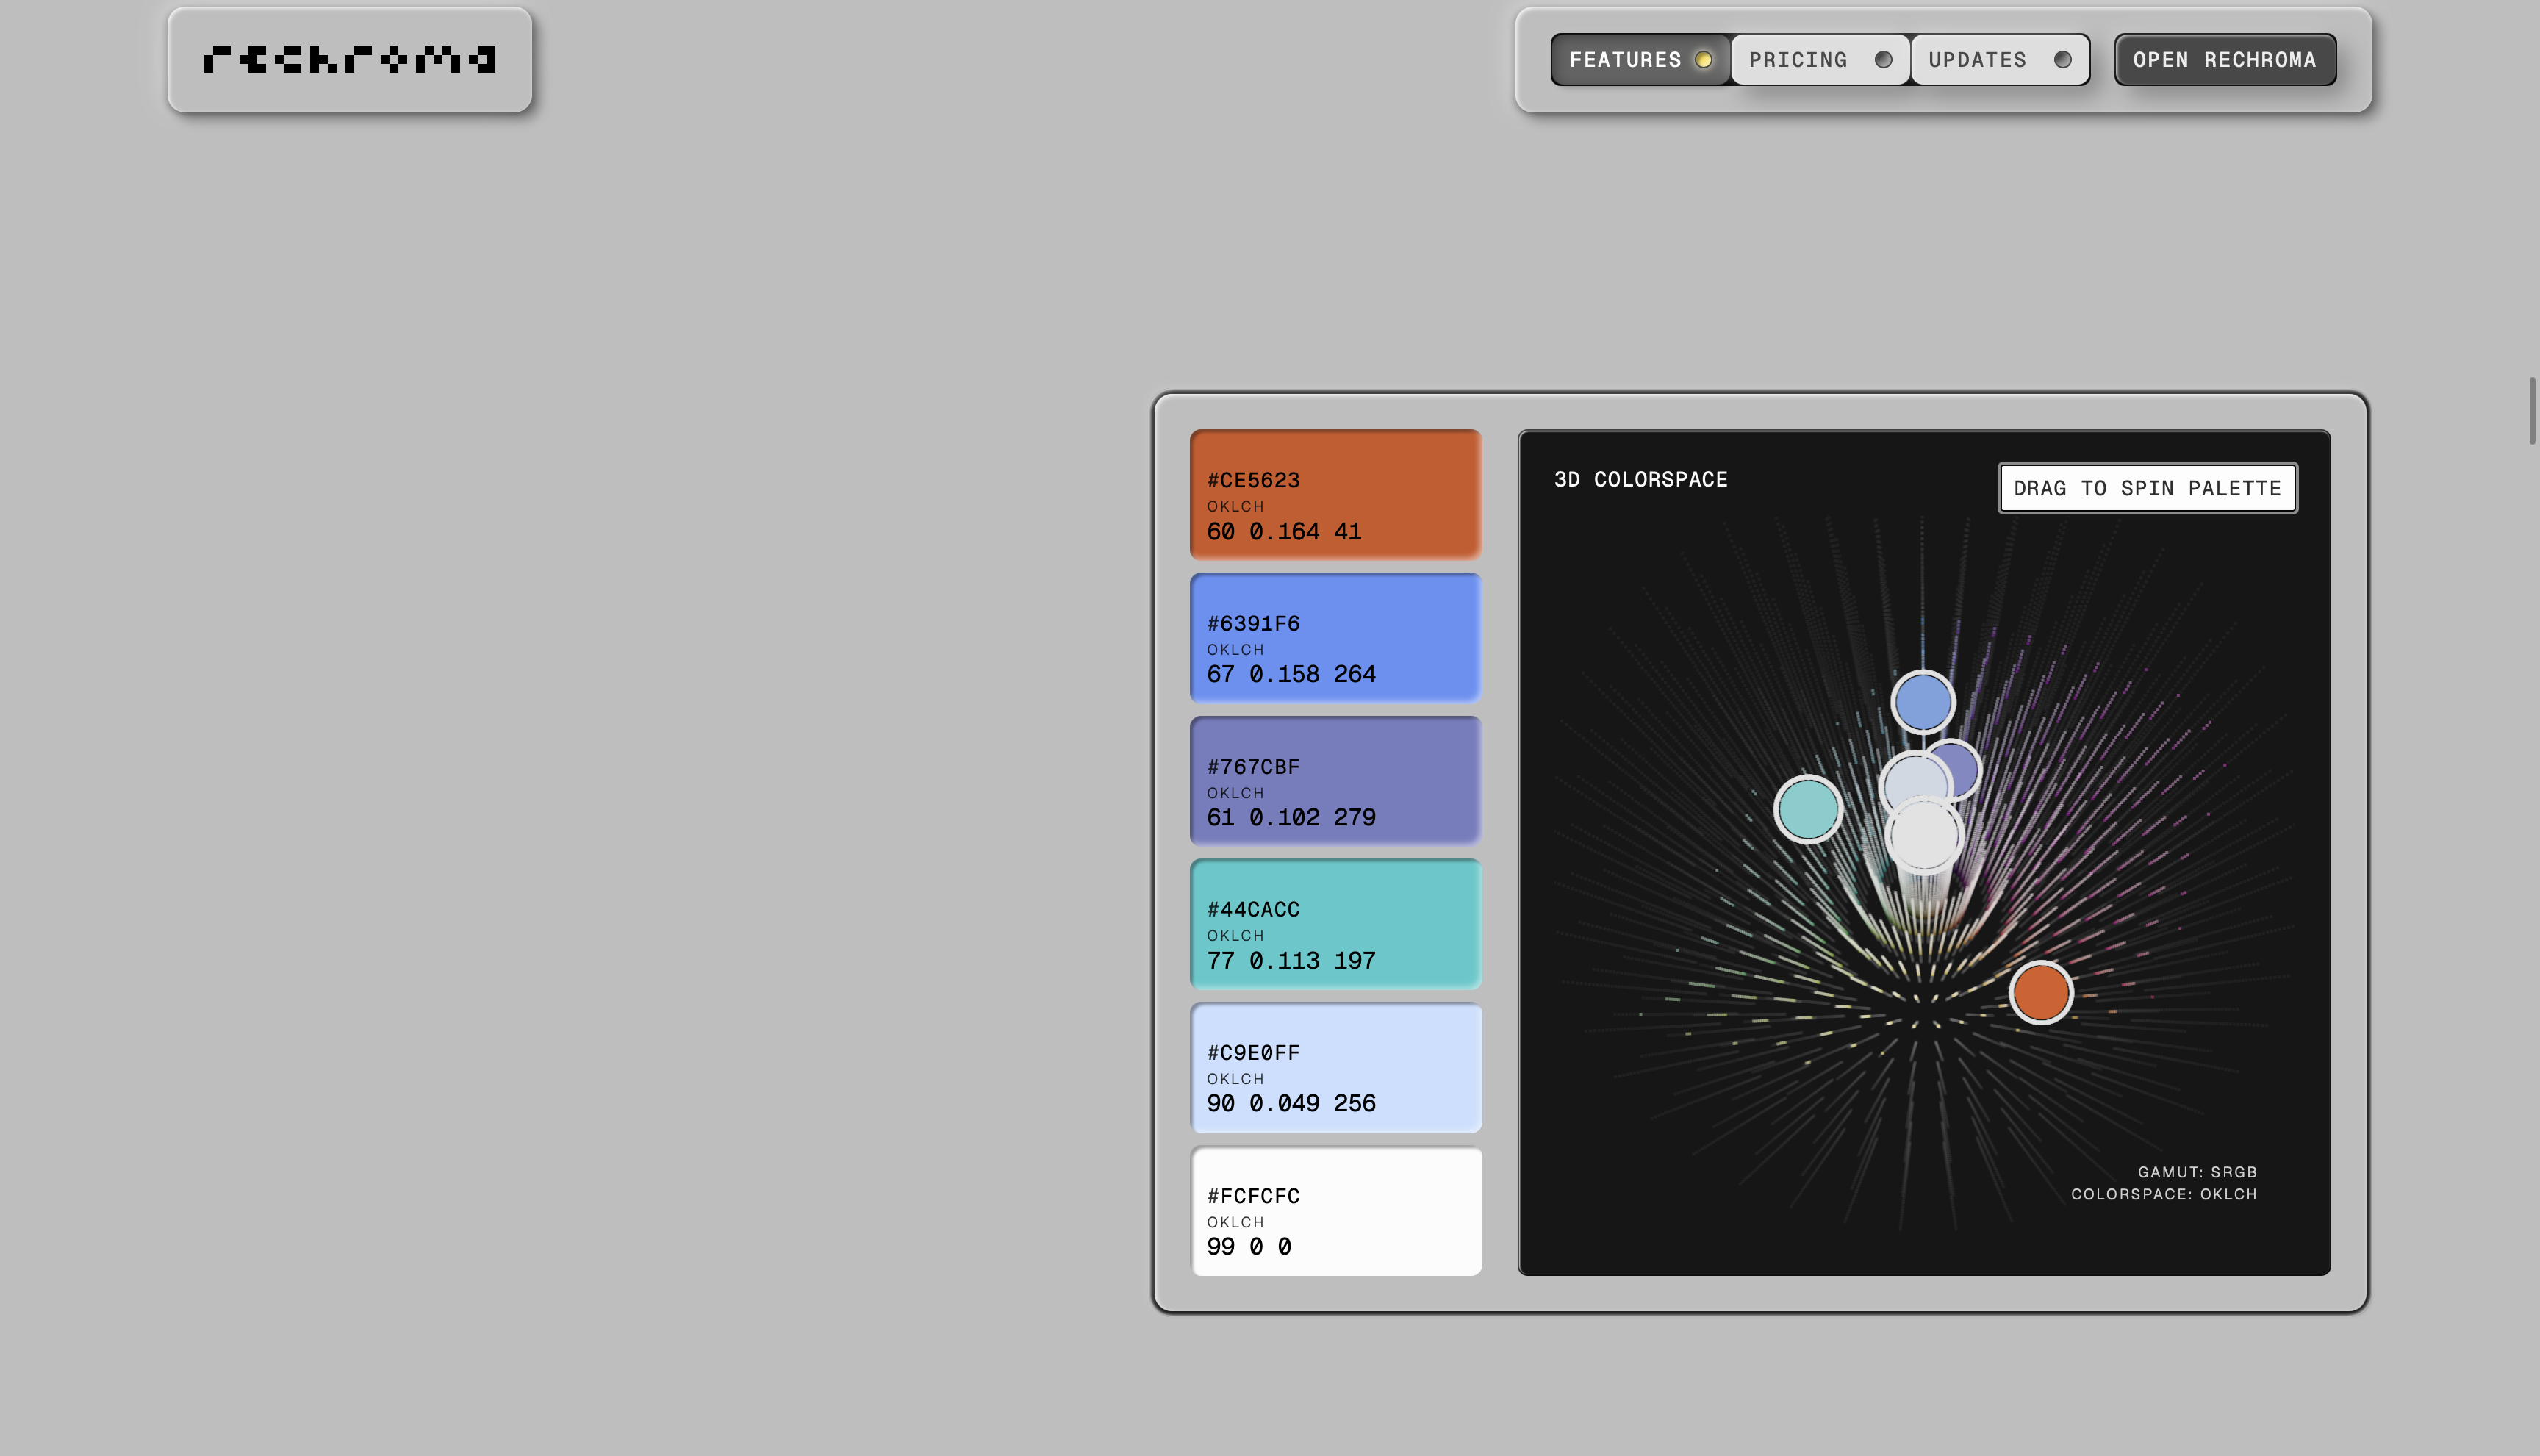 rechroma
FEATURES
PRICING
UPDATES
OPEN RECHROMA
#CE5623
OKLCH
60 0.164 41
#6391F6
OKLCH
67 0.158 264
#767CBF
OKLCH
61 0.102 279
#44CACC
OKLCH
77 0.113 197
#C9E0FF
OKLCH
90 0.049 256
#FCFCFC
OKLCH
99 0 0
3D COLORSPACE
DRAG TO SPIN PALETTE
GAMUT: SRGB
COLORSPACE: OKLCH